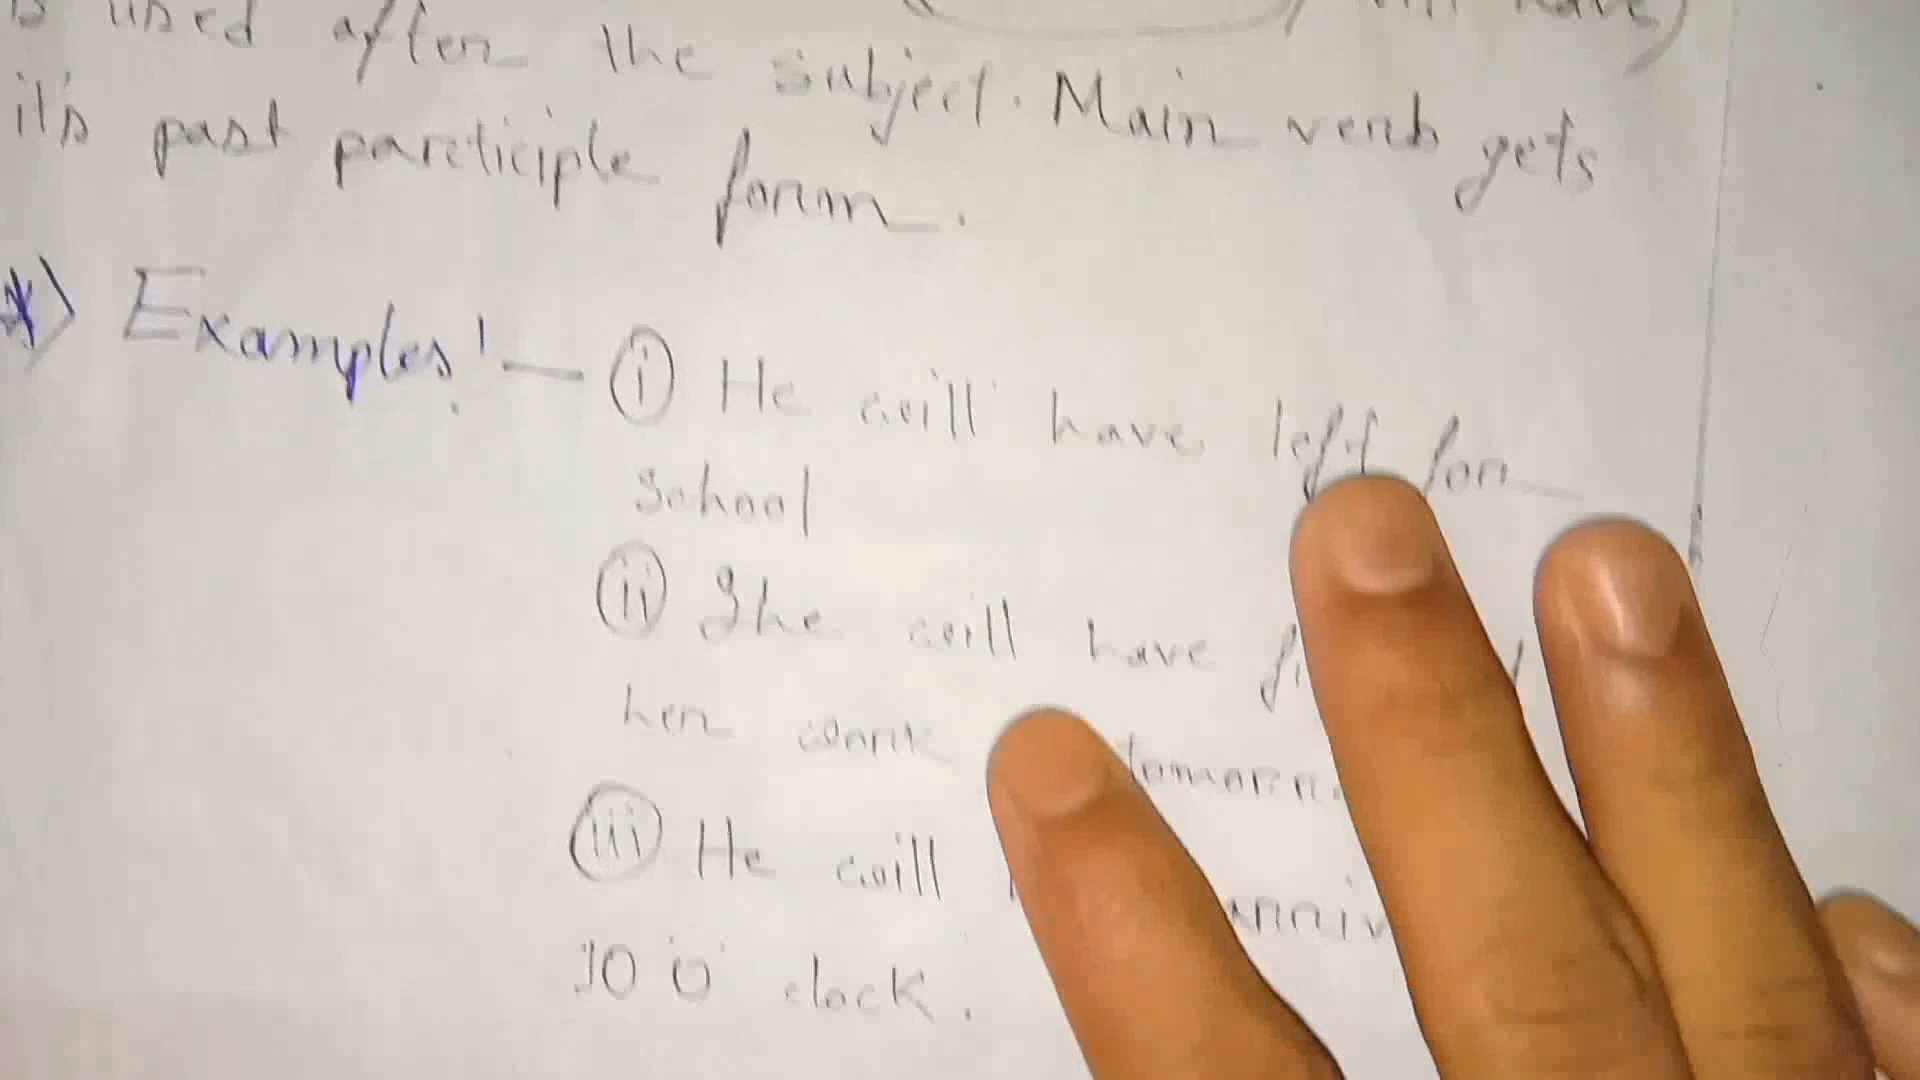 is used after the subject. Main verb gets
it's past participle form.
*) Examples:— (i) He will have left for
school
(ii) She will have
her work
(iii) He will
10 'O' clock.